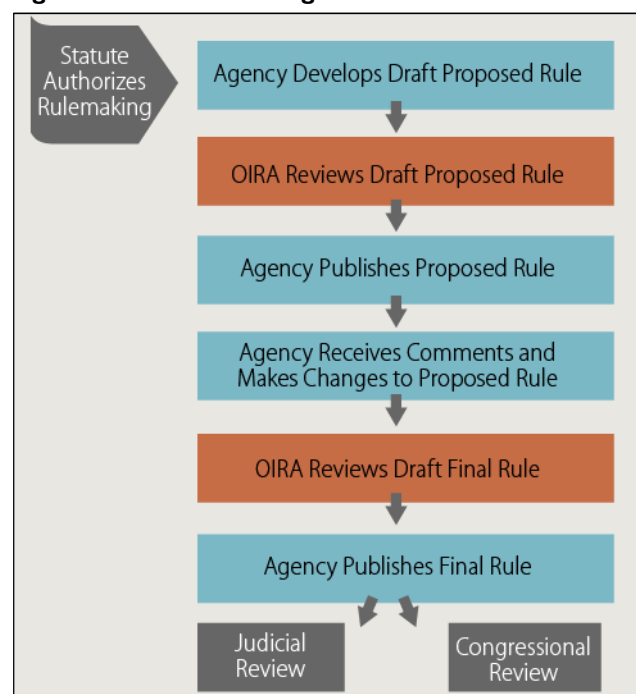 Statute
Authorizes
Rulemaking
Agency Develops Draft Proposed Rule
OIRA Reviews Draft Proposed Rule
Agency Publishes Proposed Rule
Agency Receives Comments and
Makes Changes to Proposed Rule
OIRA Reviews Draft Final Rule
Agency Publishes Final Rule
Judicial
Review
Congressional
Review